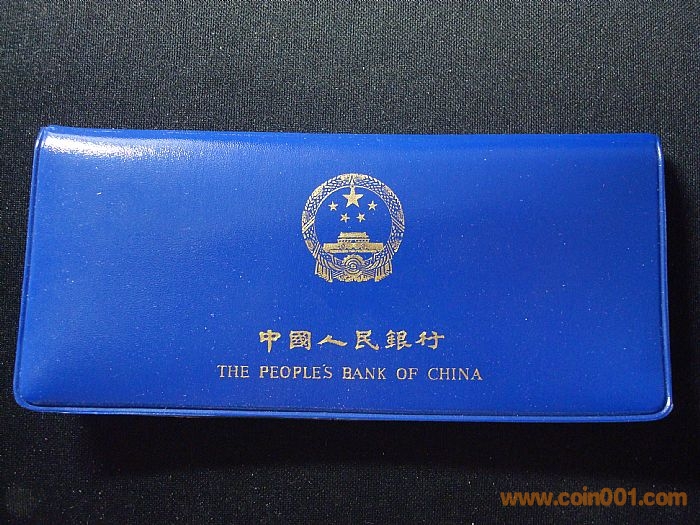 中國人民銀行
THE PEOPLE'S BANK OF CHINA
www.coin001.com